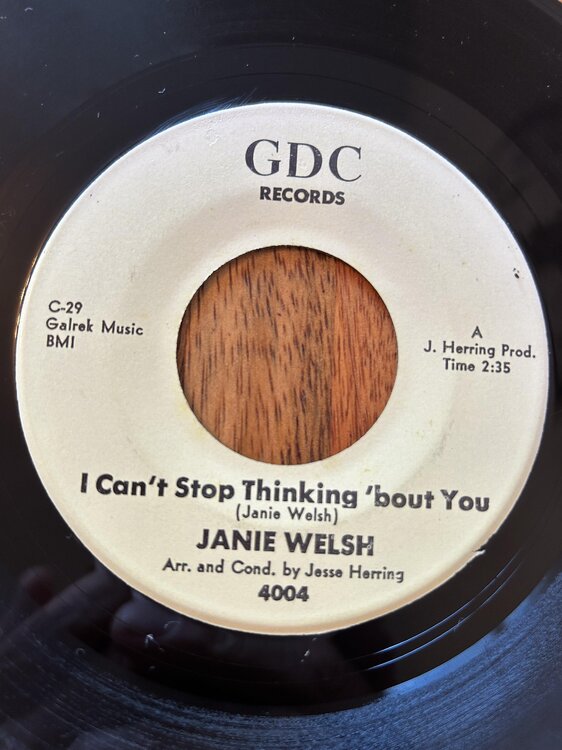 GDC
RECORDS
C-29
Galrek Music
BMI
A
J. Herring Prod.
Time 2:35
I Can't Stop Thinking 'bout You
(Janie Welsh)
JANIE WELSH
Arr. and Cond. by Jesse Herring
4004